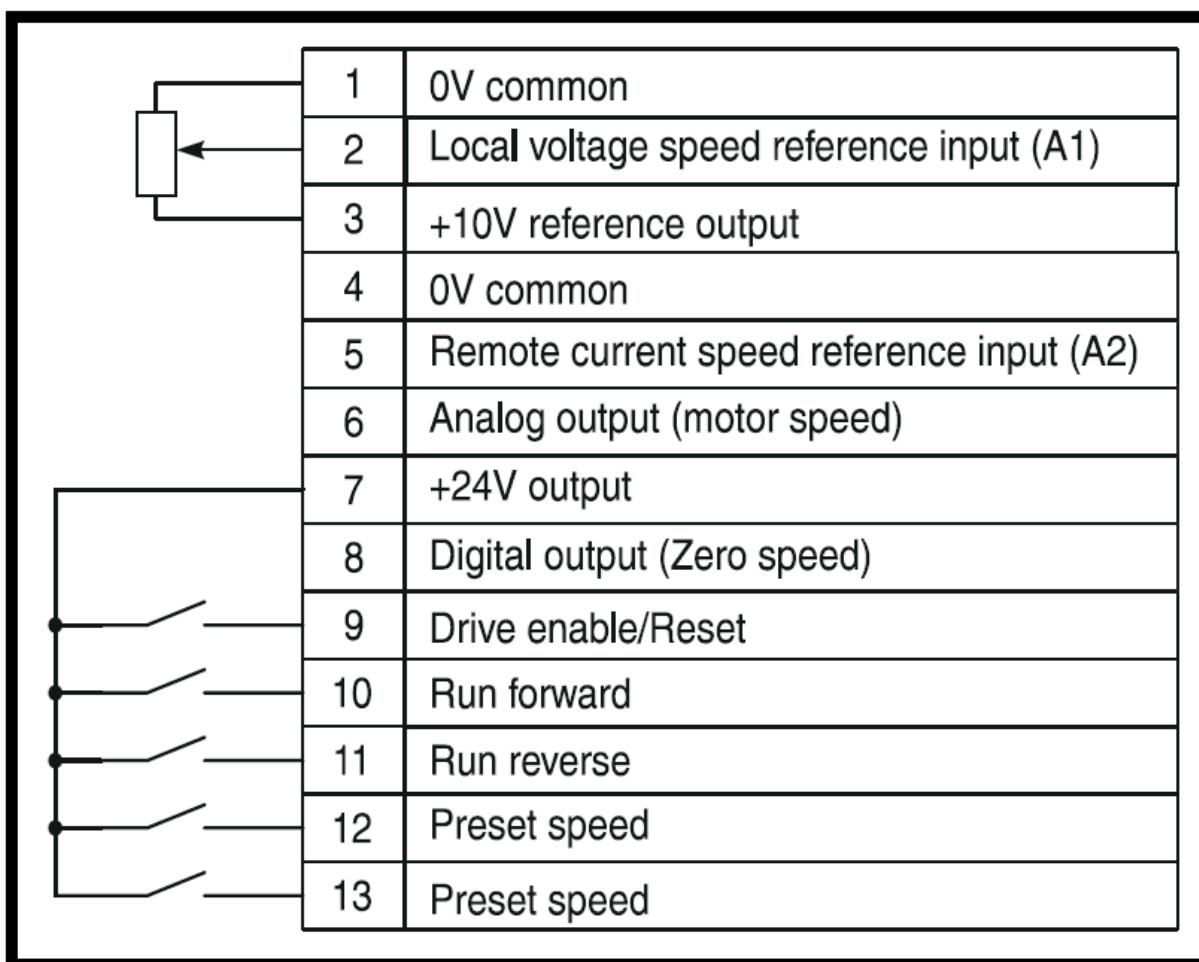 1 0V common
2 Local voltage speed reference input (A1)
3 +10V reference output
4 0V common
5 Remote current speed reference input (A2)
6 Analog output (motor speed)
7 +24V output
8 Digital output (Zero speed)
9 Drive enable/Reset
10 Run forward
11 Run reverse
12 Preset speed
13 Preset speed